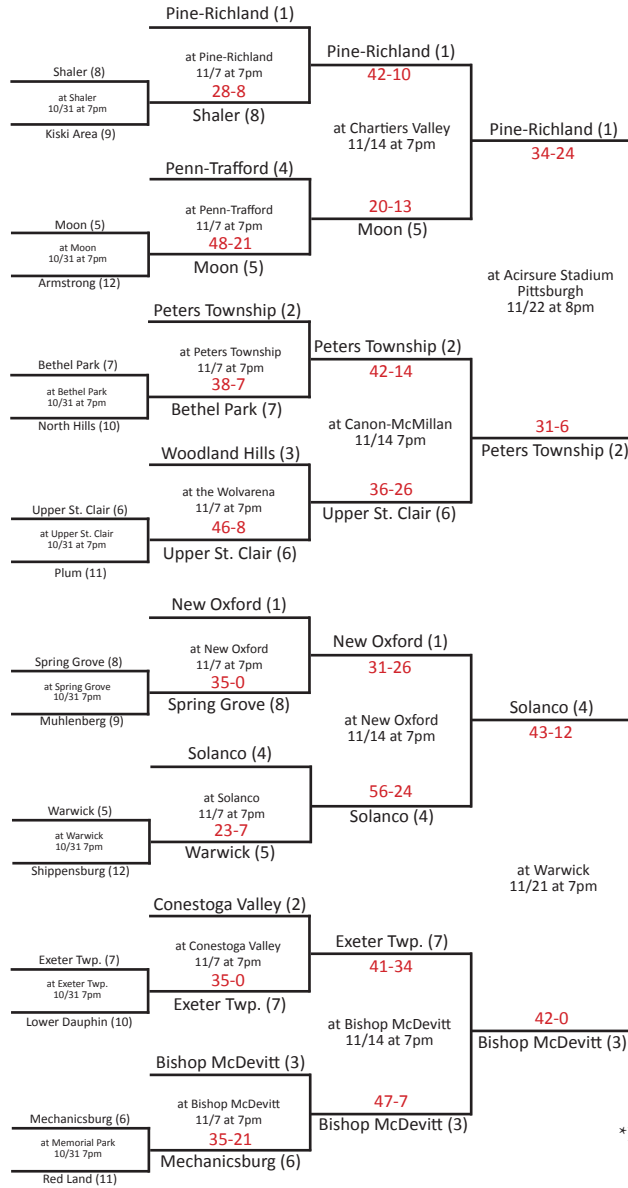 Pine-Richland (1)
at Pine-Richland
11/7 at 7pm
Shaler (8)
28-8
at Shaler
10/31 at 7pm
Shaler (8)
Kiski Area (9)
Pine-Richland (1)
42-10
at Chartiers Valley
11/14 at 7pm
Pine-Richland (1)
34-24
Penn-Trafford (4)
at Penn-Trafford
11/7 at 7pm
20-13
Moon (5)
Moon (5)
48-21
at Moon
10/31 at 7pm
Moon (5)
Armstrong (12)
at Acirsure Stadium
Pittsburgh
11/22 at 8pm
Peters Township (2)
at Peters Township
11/7 at 7pm
Peters Township (2)
Bethel Park (7)
38-7
42-14
at Bethel Park
10/31 at 7pm
Bethel Park (7)
North Hills (10)
at Canon-McMillan
11/14 7pm
31-6
Peters Township (2)
Woodland Hills (3)
at the Wolvarena
11/7 at 7pm
36-26
Upper St. Clair (6)
Upper St. Clair (6)
46-8
at Upper St. Clair
10/31 at 7pm
Upper St. Clair (6)
Plum (11)
New Oxford (1)
at New Oxford
11/7 at 7pm
New Oxford (1)
31-26
Spring Grove (8)
35-0
at Spring Grove
10/31 7pm
Spring Grove (8)
Muhlenberg (9)
at New Oxford
11/14 at 7pm
Solanco (4)
43-12
Solanco (4)
at Solanco
11/7 at 7pm
56-24
Solanco (4)
Warwick (5)
23-7
at Warwick
10/31 7pm
Warwick (5)
Shippensburg (12)
at Warwick
11/21 at 7pm
Conestoga Valley (2)
at Conestoga Valley
11/7 at 7pm
Exeter Twp. (7)
41-34
Exeter Twp. (7)
35-0
at Exeter Twp.
10/31 7pm
Exeter Twp. (7)
Lower Dauphin (10)
at Bishop McDevitt
11/14 at 7pm
42-0
Bishop McDevitt (3)
Bishop McDevitt (3)
at Bishop McDevitt
11/7 at 7pm
47-7
Bishop McDevitt (3)
Mechanicsburg (6)
35-21
at Memorial Park
10/31 7pm
Mechanicsburg (6)
Red Land (11)
*